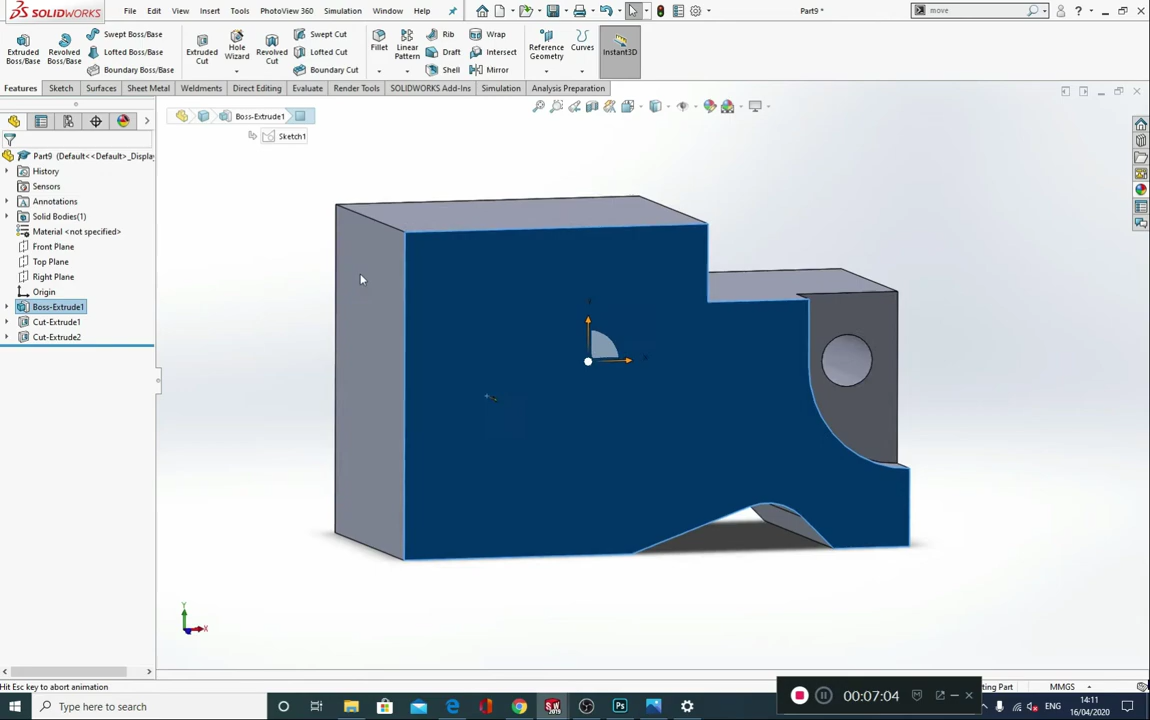 SOLIDWORKS File Edit View Insert Tools PhotoView 360 Simulation Window Help Part9 * move
Extruded Boss/Base Revolved Boss/Base Swept Boss/Base Lofted Boss/Base Boundary Boss/Base Extruded Cut Hole Wizard Revolved Cut Swept Cut Lofted Cut Boundary Cut Fillet Linear Pattern Rib Draft Shell Wrap Intersect Mirror Reference Geometry Curves Instant3D
Features Sketch Surfaces Sheet Metal Weldments Direct Editing Evaluate Render Tools SOLIDWORKS Add-Ins Simulation Analysis Preparation
Boss-Extrude1
Sketch1
Part9 (Default<<Default>_Display
History
Sensors
Annotations
Solid Bodies(1)
Material <not specified>
Front Plane
Top Plane
Right Plane
Origin
Boss-Extrude1
Cut-Extrude1
Cut-Extrude2
Y
X
Hit Esc key to abort animation
00:07:04
ting Part MMGS
Type here to search
SW 2019
Ps
ENG
14:11
16/04/2020